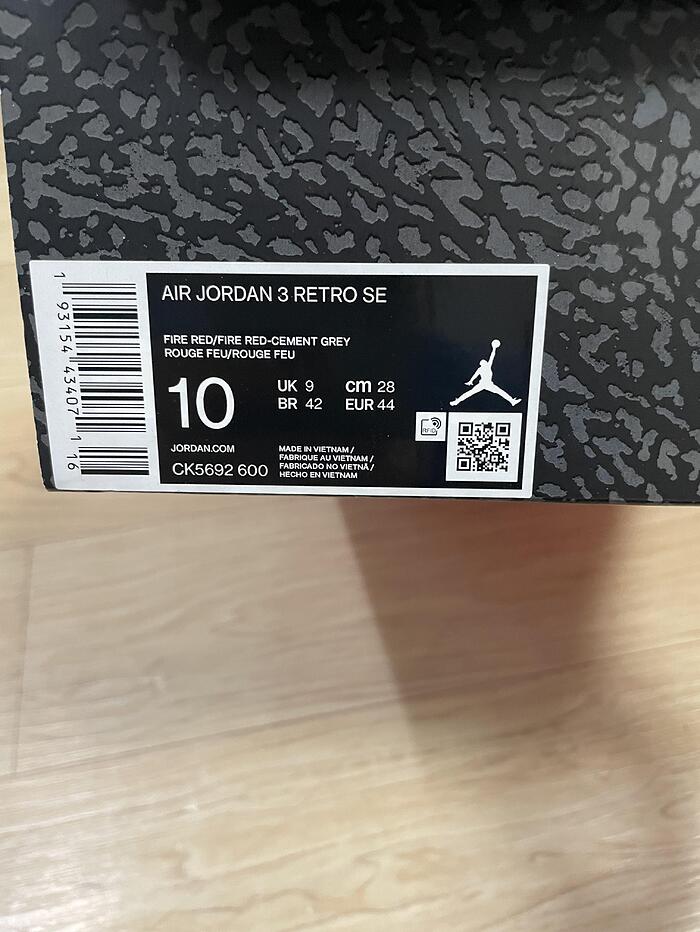 AIR JORDAN 3 RETRO SE
FIRE RED/FIRE RED-CEMENT GREY
ROUGE FEU/ROUGE FEU
10
UK 9 cm 28
BR 42 EUR 44
JORDAN.COM
CK5692 600
MADE IN VIETNAM /
FABRIQUE AU VIETNAM /
FABRICADO NO VIETNÃ /
HECHO EN VIETNAM
RFID
1 93154 43407 1 16